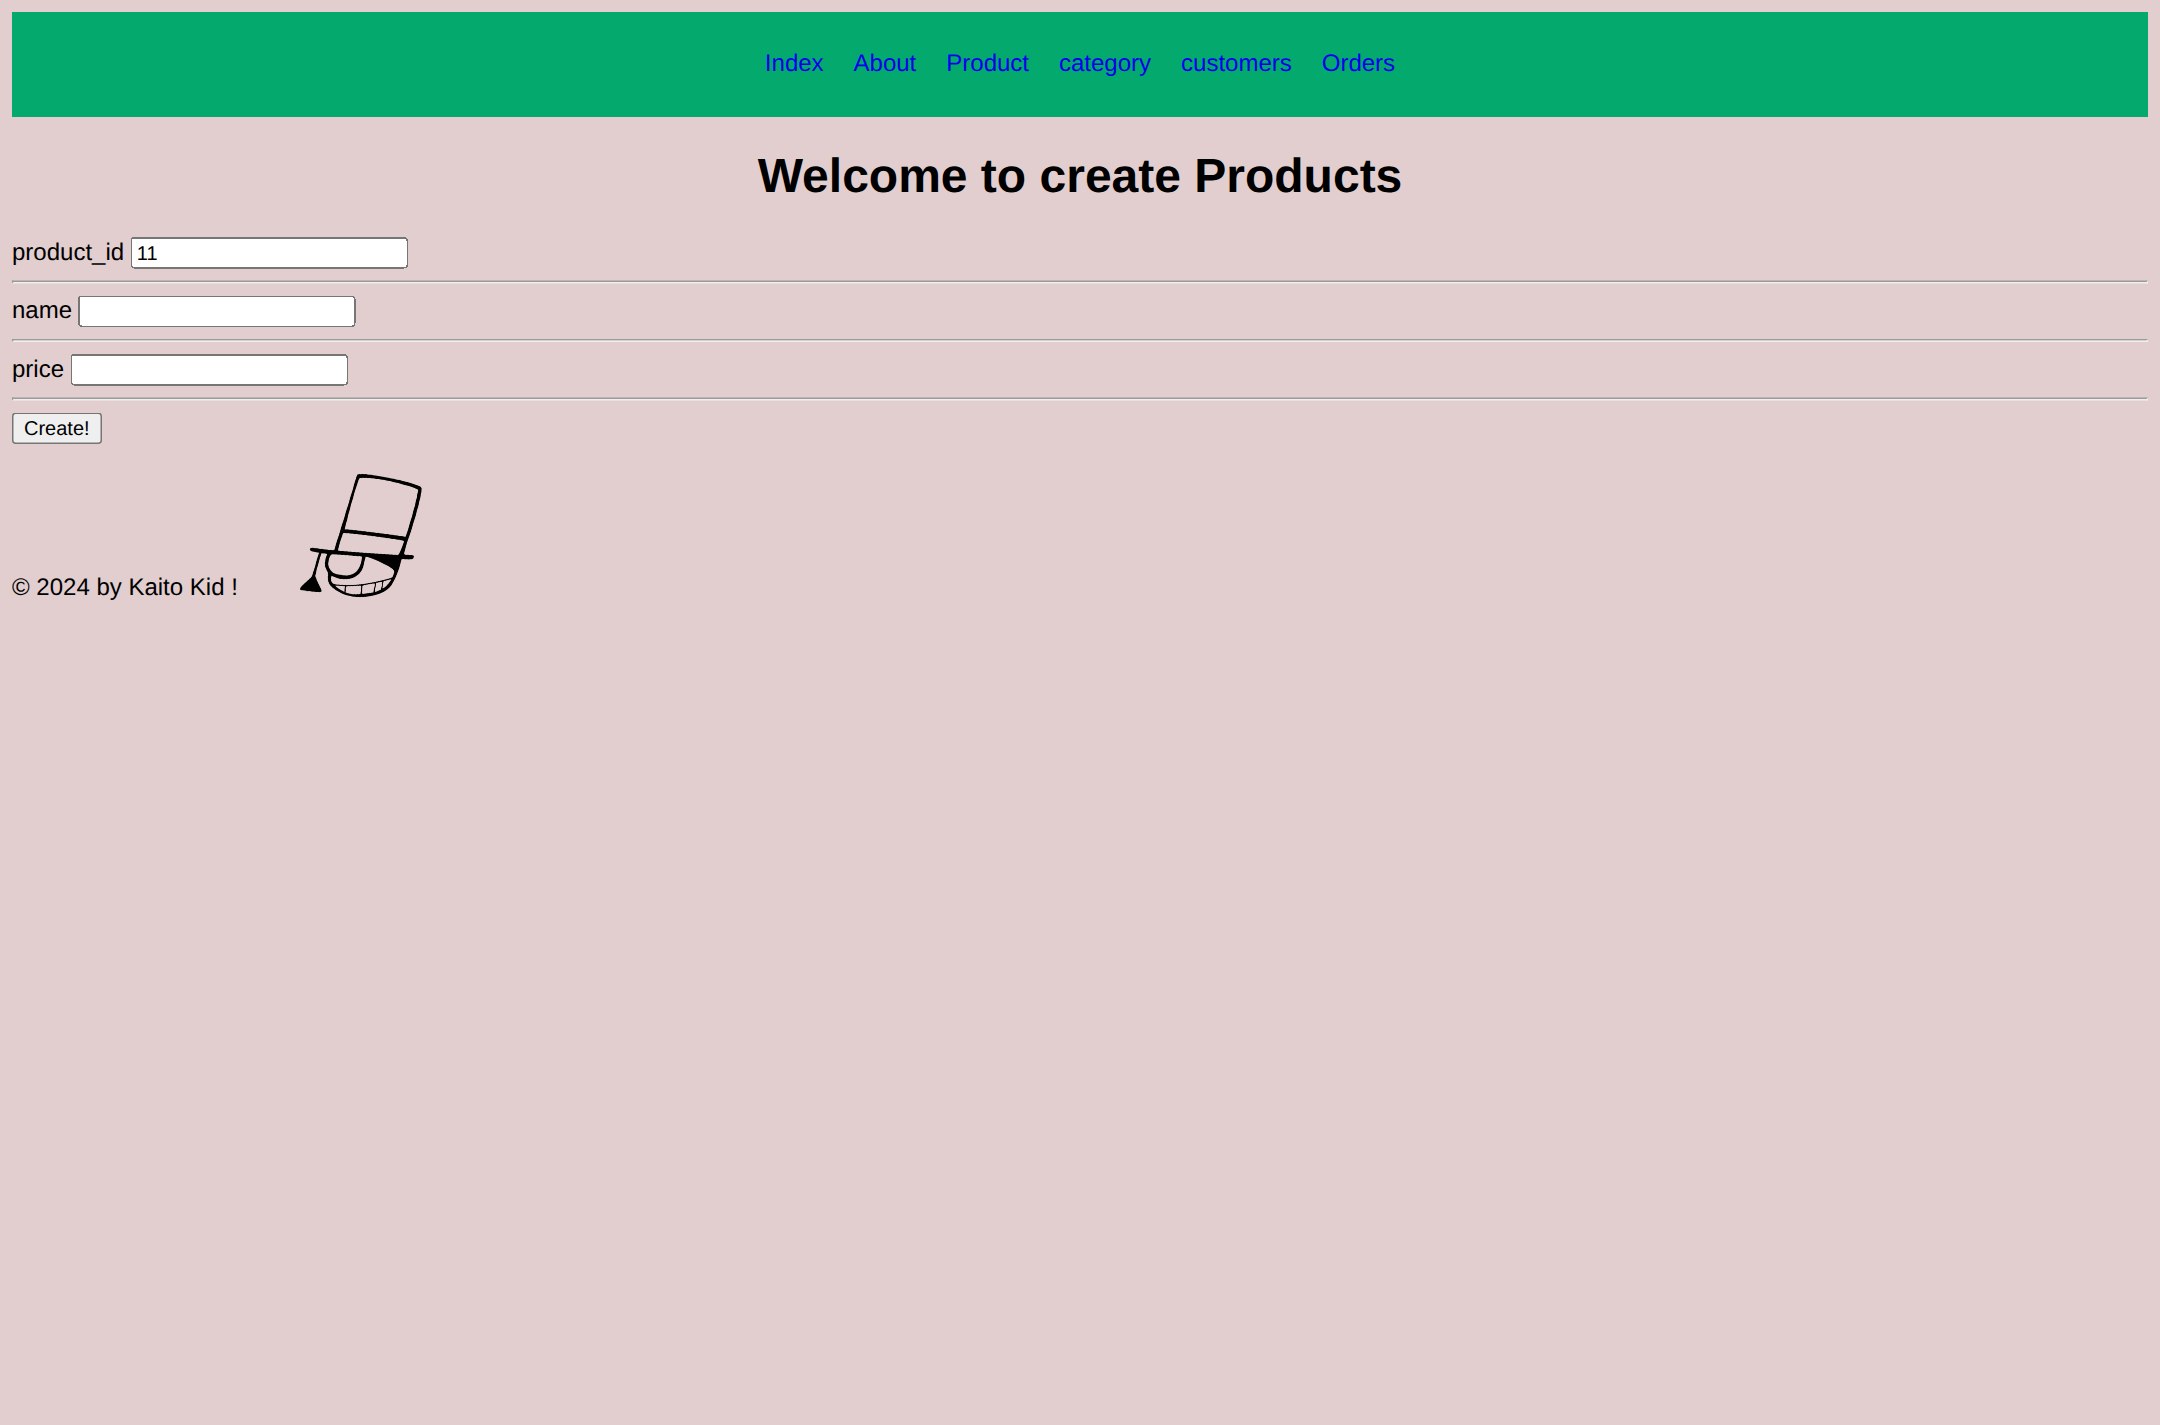 Index About Product category customers Orders
Welcome to create Products
product_id 11
name
price
Create!
© 2024 by Kaito Kid !